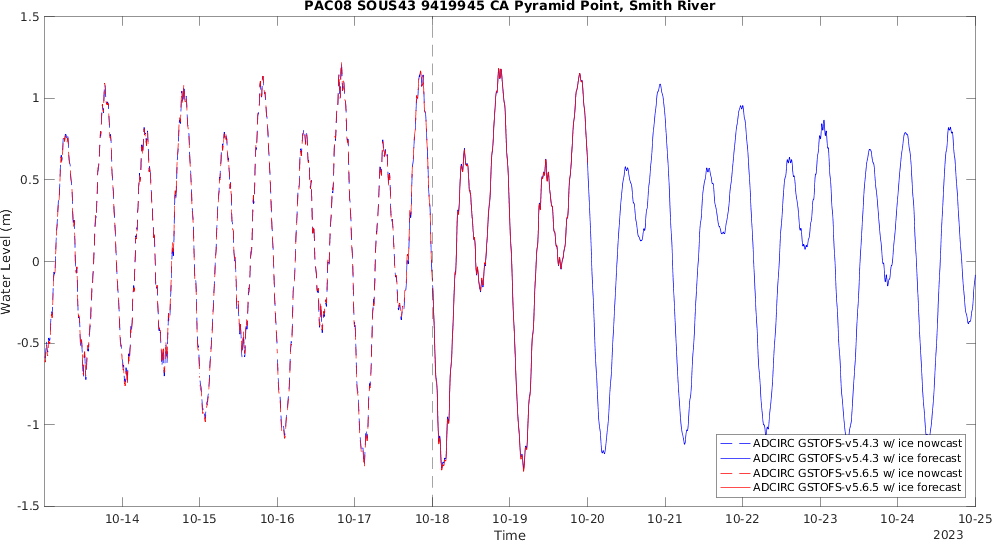 PAC08 SOUS43 9419945 CA Pyramid Point, Smith River
1.5
1
0.5
0
-0.5
-1
-1.5
Water Level (m)
ADCIRC GSTOFS-v5.4.3 w/ ice nowcast
ADCIRC GSTOFS-v5.4.3 w/ ice forecast
ADCIRC GSTOFS-v5.6.5 w/ ice nowcast
ADCIRC GSTOFS-v5.6.5 w/ ice forecast
10-14 10-15 10-16 10-17 10-18 10-19 10-20 10-21 10-22 10-23 10-24 10-25
Time
2023